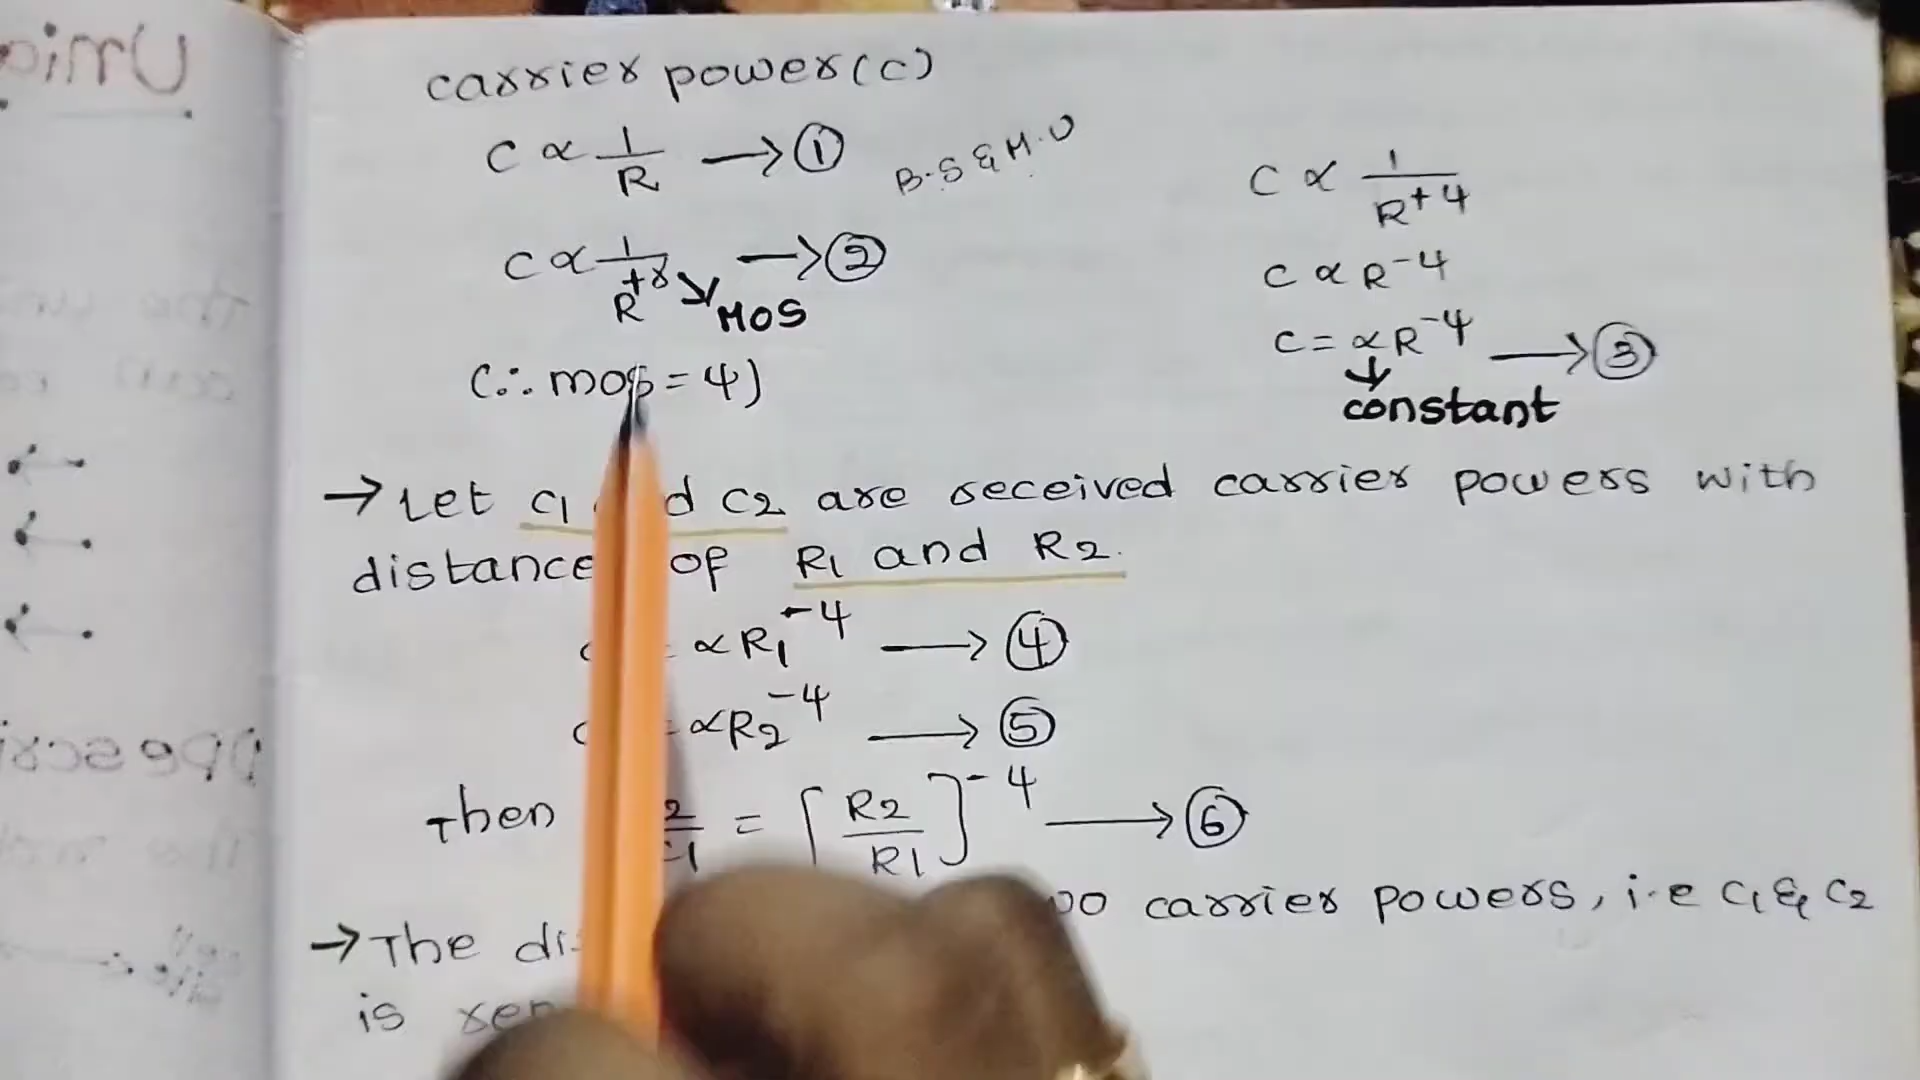 carrier power(c)
C ∝ 1/R → ①
B.S & M.U
C ∝ 1/R^+γ → ②
MOS
(∴ mos = 4)
C ∝ 1/R^+4
C ∝ R^-4
C = ∝R^-4 → ③
constant
→ Let C1 d C2 are received carrier powers with
distance of R1 and R2.
∝R1^-4 → ④
= ∝R2^-4 → ⑤
Then 2/C1 = [R2/R1]^-4 → ⑥
→ The carrier powers, i.e C1 & C2
is